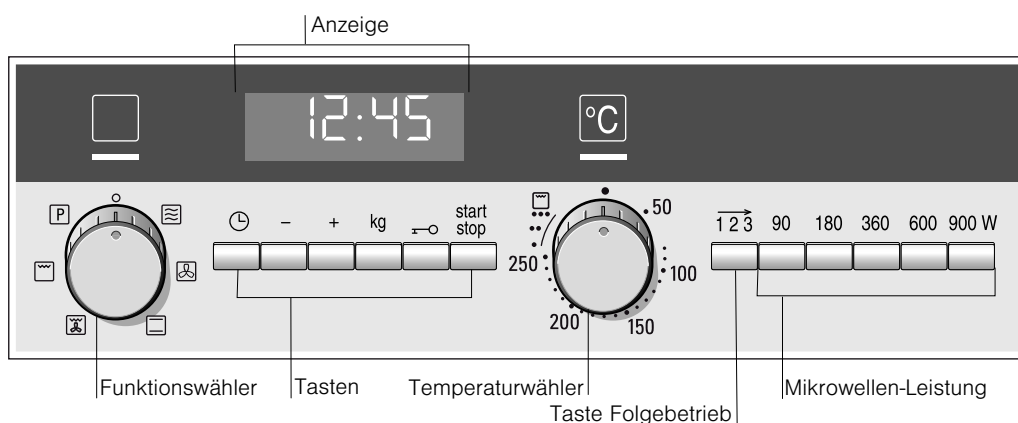 Anzeige
12:45
°C
P
– + kg
start
stop
50
100
150
200
250
1 2 3 90 180 360 600 900 W
Funktionswähler
Tasten
Temperaturwähler
Mikrowellen-Leistung
Taste Folgebetrieb